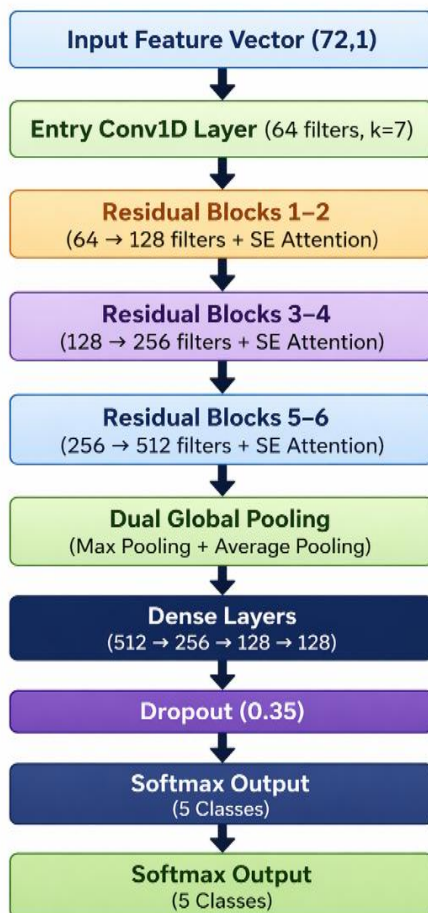 Input Feature Vector (72,1)
Entry Conv1D Layer (64 filters, k=7)
Residual Blocks 1–2
(64 → 128 filters + SE Attention)
Residual Blocks 3–4
(128 → 256 filters + SE Attention)
Residual Blocks 5–6
(256 → 512 filters + SE Attention)
Dual Global Pooling
(Max Pooling + Average Pooling)
Dense Layers
(512 → 256 → 128 → 128)
Dropout (0.35)
Softmax Output
(5 Classes)
Softmax Output
(5 Classes)